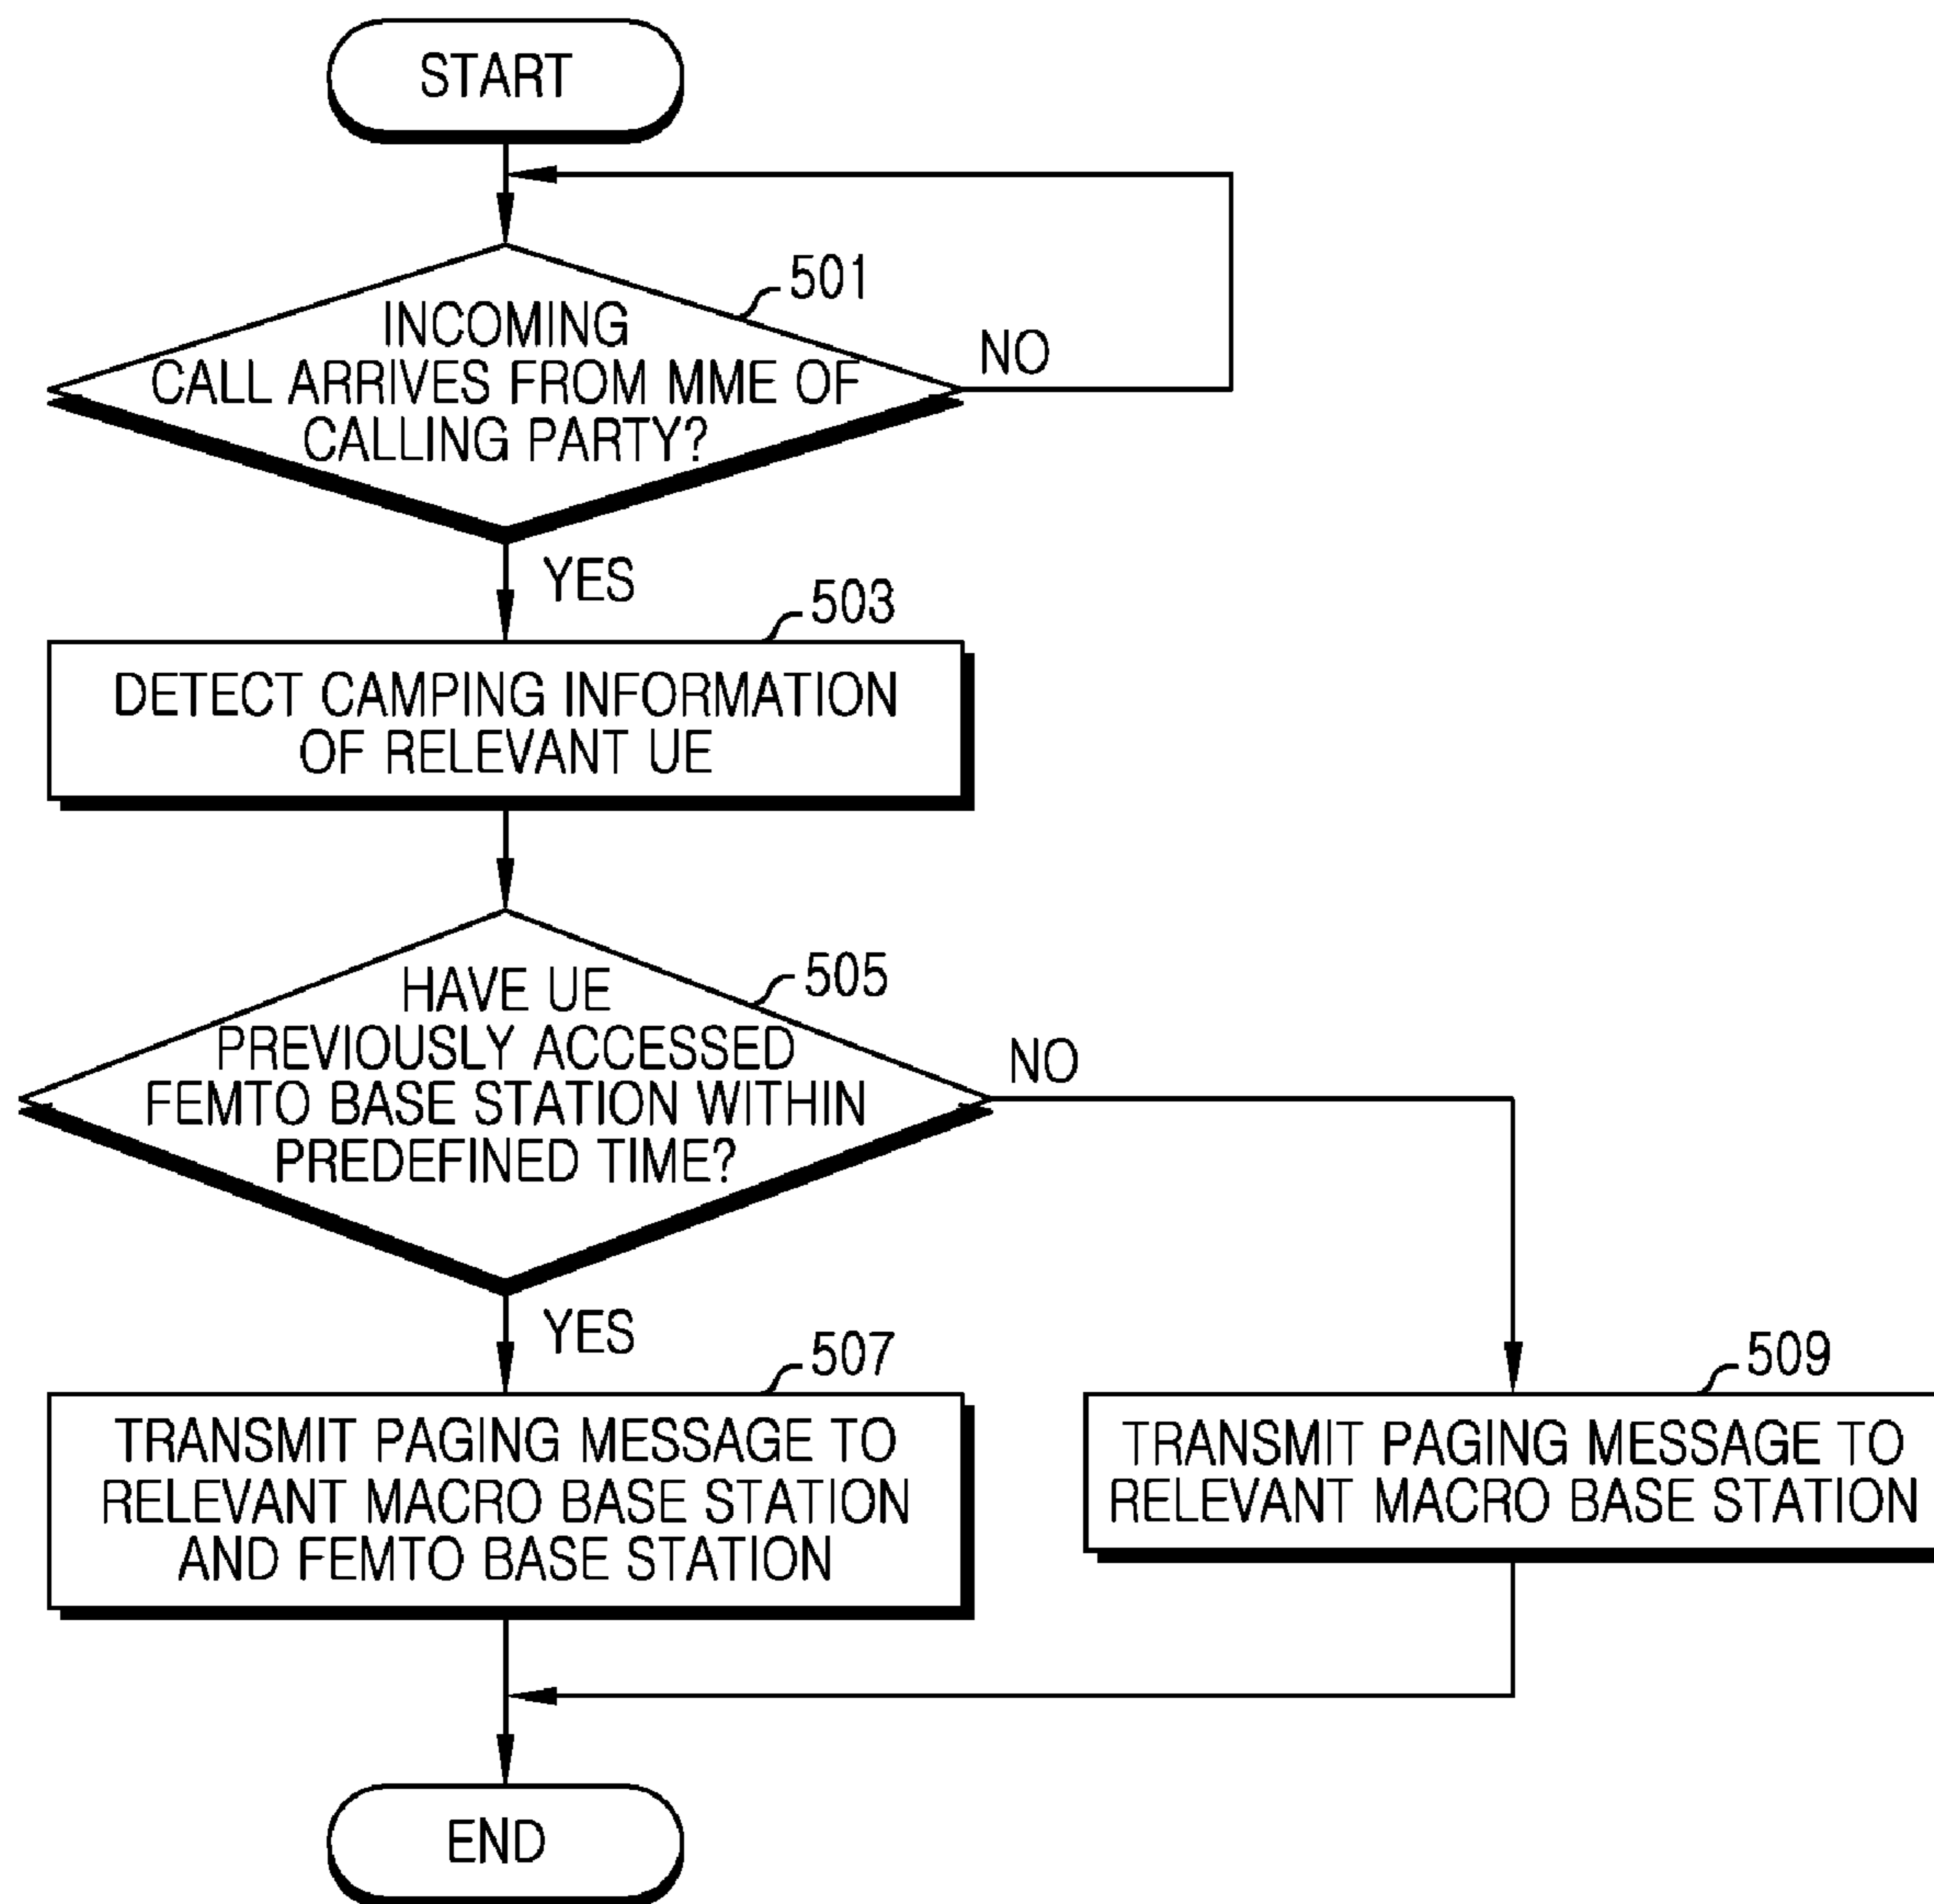 START
501
INCOMING
CALL ARRIVES FROM MME OF
CALLING PARTY?
NO
YES
503
DETECT CAMPING INFORMATION
OF RELEVANT UE
505
HAVE UE
PREVIOUSLY ACCESSED
FEMTO BASE STATION WITHIN
PREDEFINED TIME?
NO
YES
507
TRANSMIT PAGING MESSAGE TO
RELEVANT MACRO BASE STATION
AND FEMTO BASE STATION
509
TRANSMIT PAGING MESSAGE TO
RELEVANT MACRO BASE STATION
END